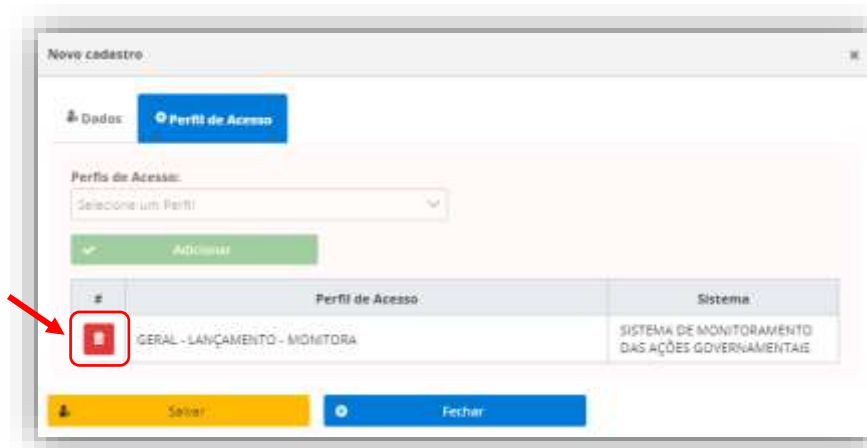 Novo cadastro
Dados
Perfil de Acesso
Perfis de Acesso:
Selecione um Perfil
Adicionar
# Perfil de Acesso Sistema
GERAL - LANÇAMENTO - MONITORA
SISTEMA DE MONITORAMENTO
DAS AÇÕES GOVERNAMENTAIS
Salvar
Fechar